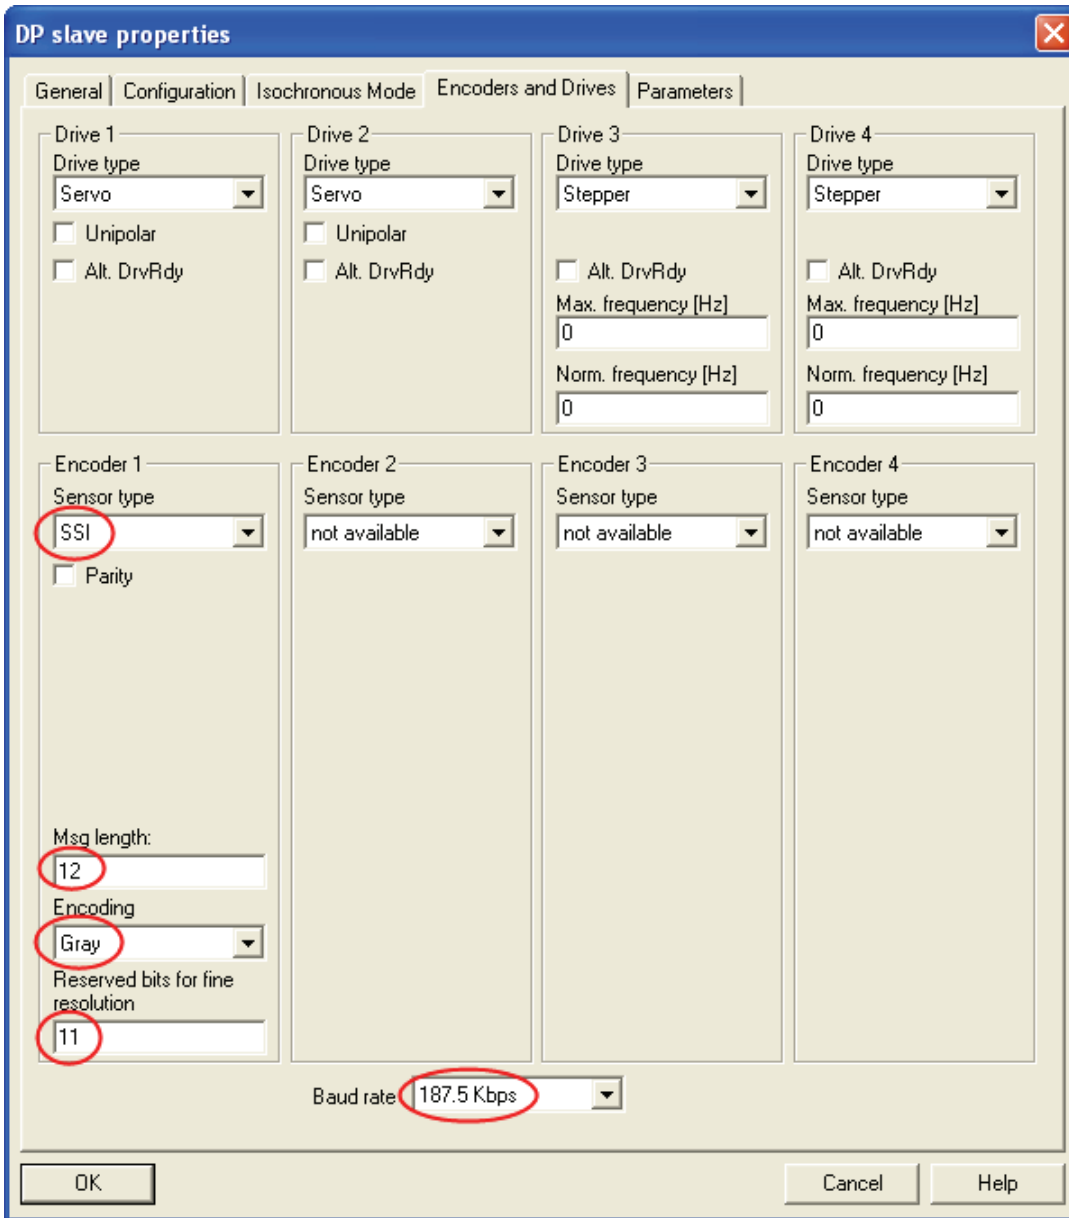 DP slave properties
General Configuration Isochronous Mode Encoders and Drives Parameters
Drive 1
Drive type
Servo
Unipolar
Alt. DrvRdy
Drive 2
Drive type
Servo
Unipolar
Alt. DrvRdy
Drive 3
Drive type
Stepper
Alt. DrvRdy
Max. frequency [Hz]
0
Norm. frequency [Hz]
0
Drive 4
Drive type
Stepper
Alt. DrvRdy
Max. frequency [Hz]
0
Norm. frequency [Hz]
0
Encoder 1
Sensor type
SSI
Parity
Msg length:
12
Encoding
Gray
Reserved bits for fine
resolution
11
Encoder 2
Sensor type
not available
Encoder 3
Sensor type
not available
Encoder 4
Sensor type
not available
Baud rate 187.5 Kbps
OK Cancel Help